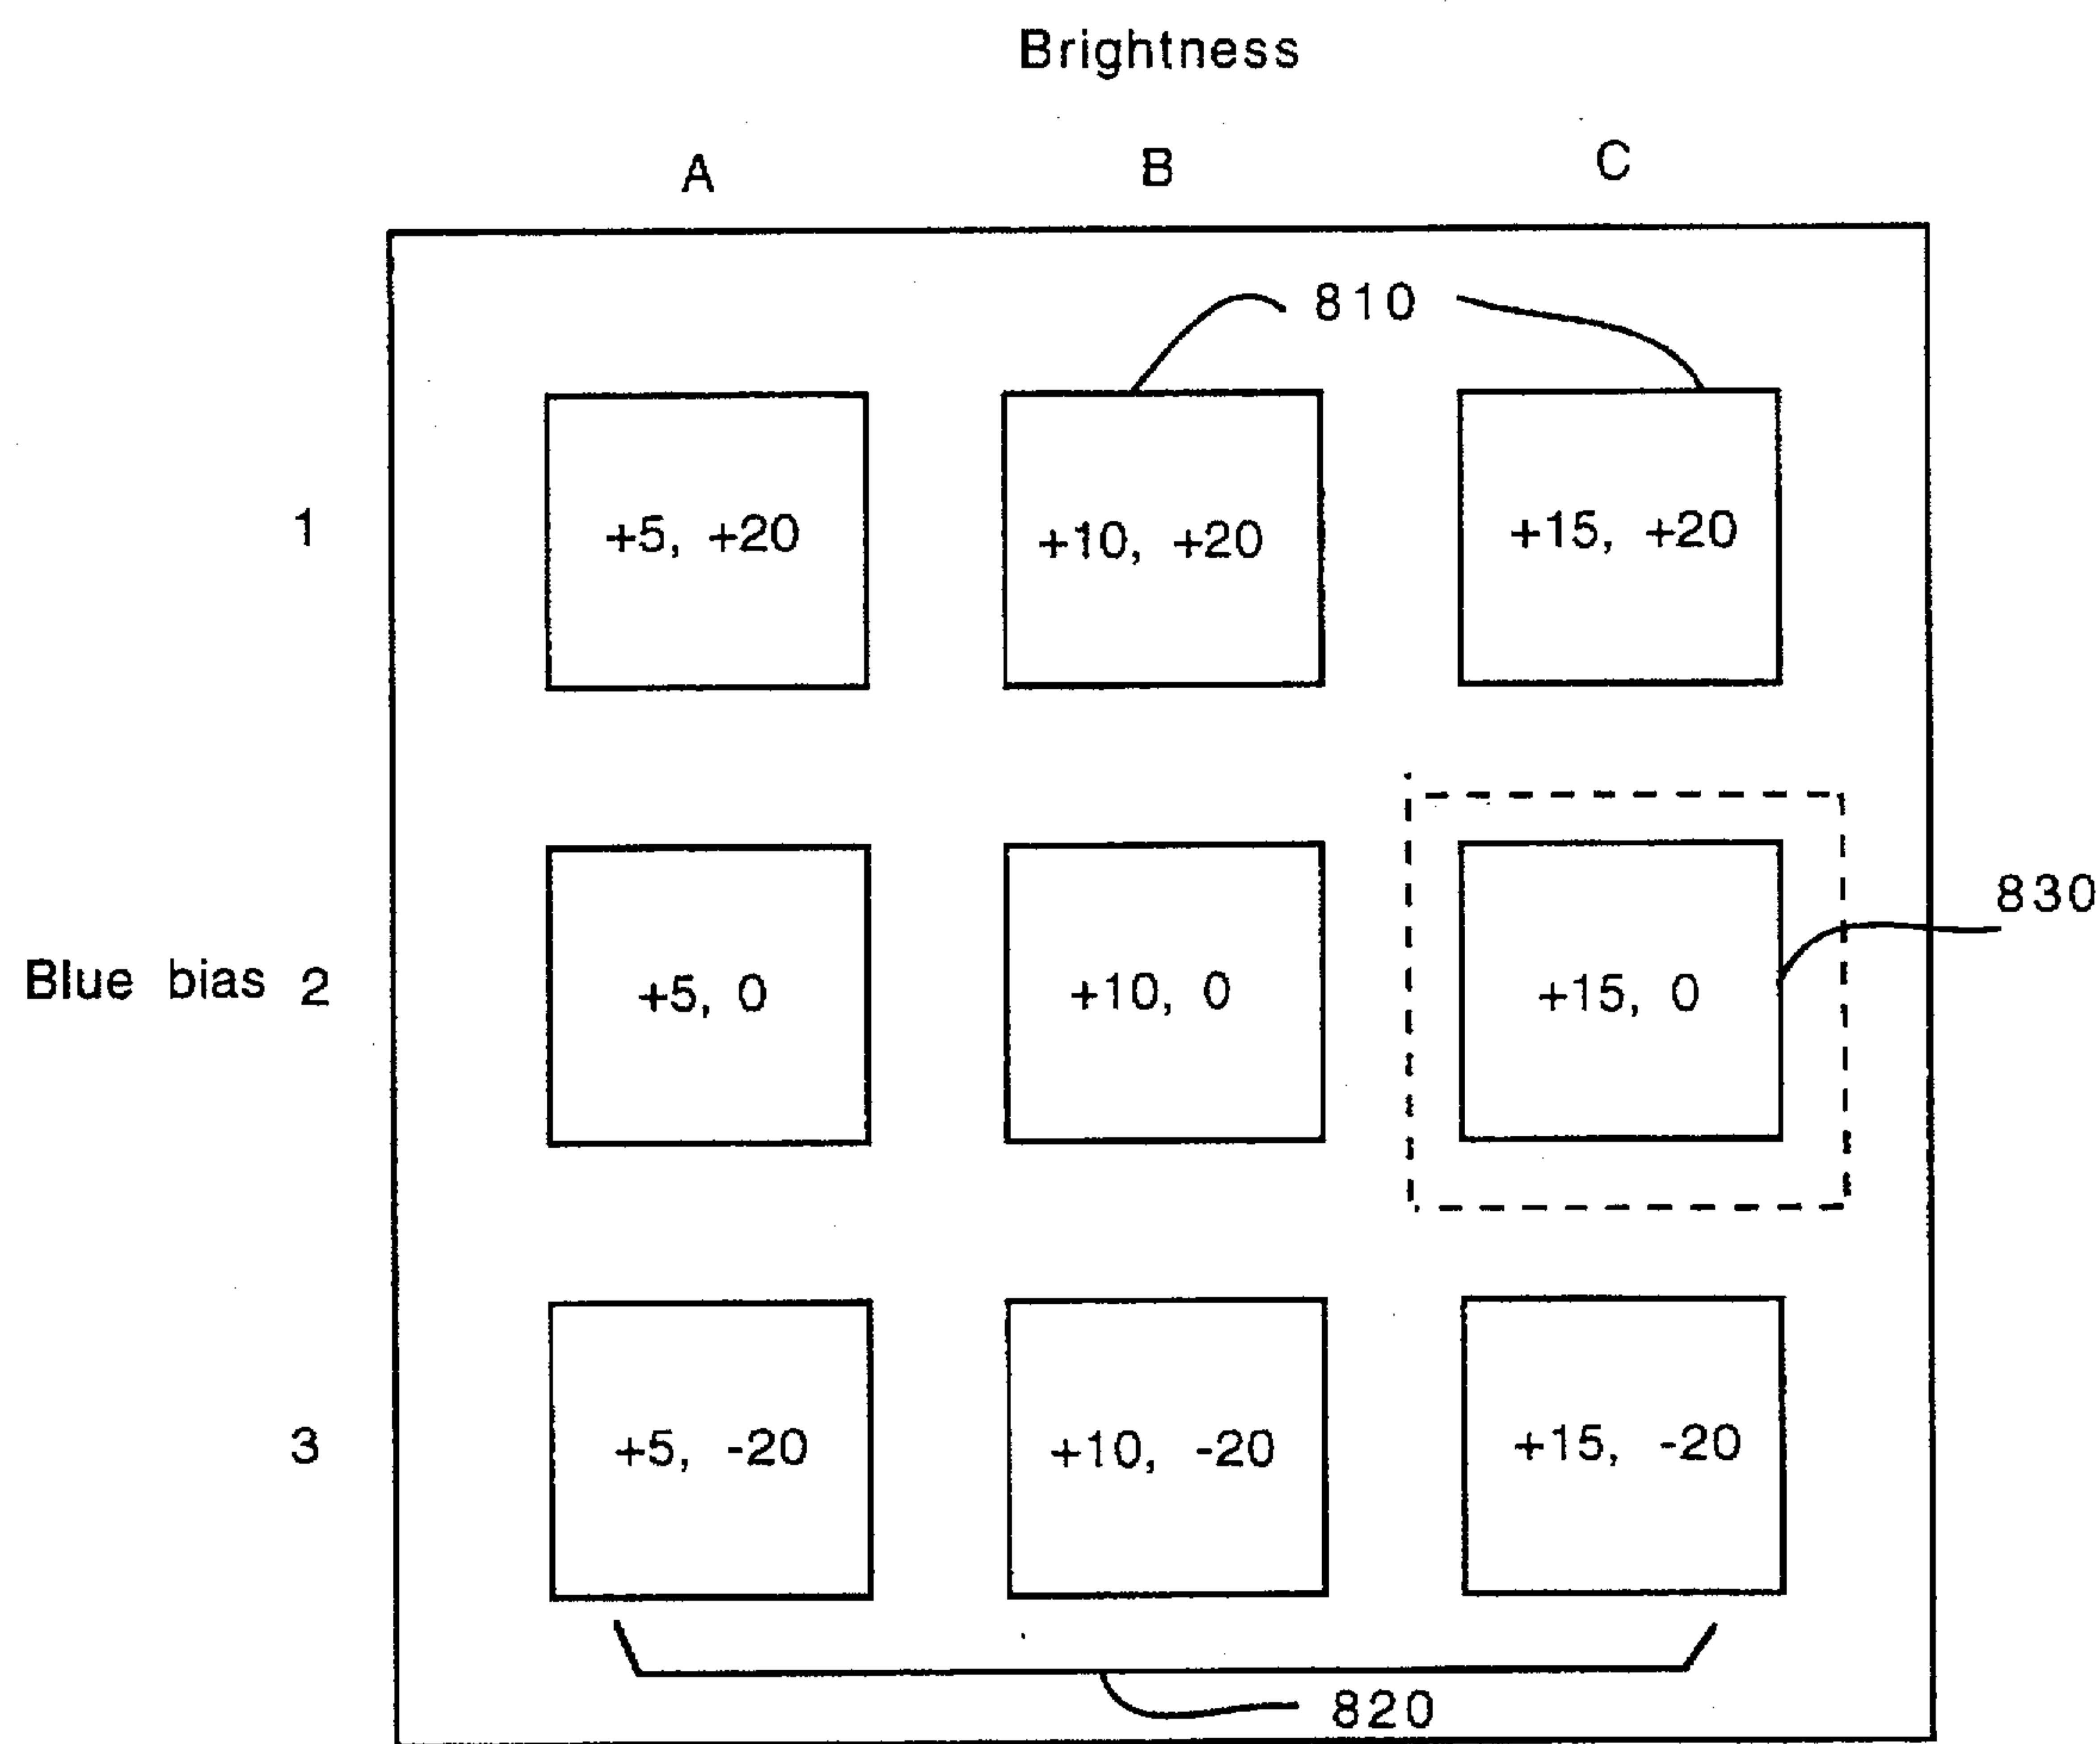 Brightness
A B C
810
1 +5, +20 +10, +20 +15, +20
830
Blue bias 2 +5, 0 +10, 0 +15, 0
3 +5, -20 +10, -20 +15, -20
820